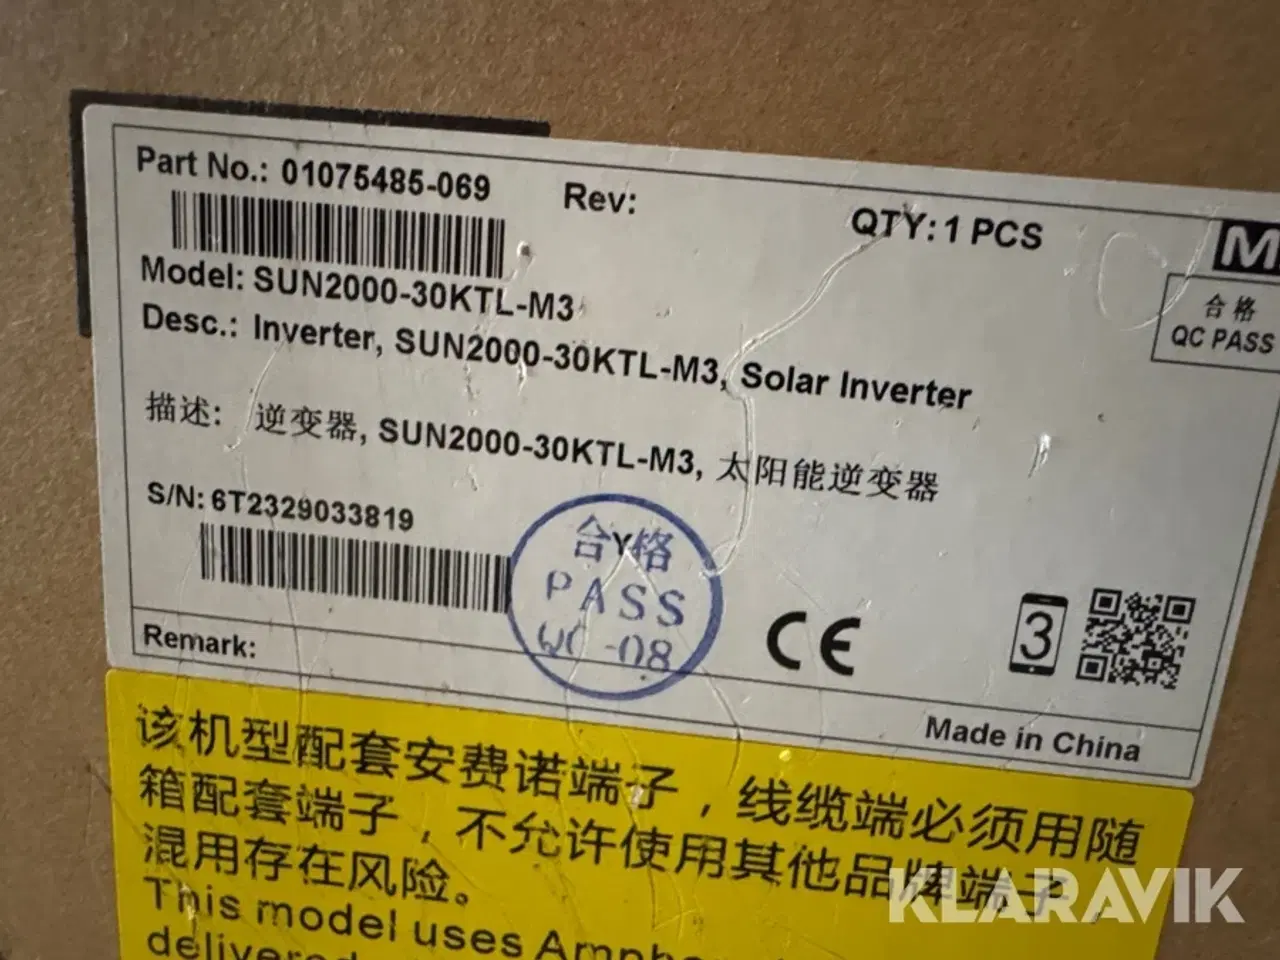 Part No.: 01075485-069 Rev: QTY: 1 PCS
M
合格
QC PASS
Model: SUN2000-30KTL-M3
Desc.: Inverter, SUN2000-30KTL-M3, Solar Inverter
描述: 逆变器, SUN2000-30KTL-M3, 太阳能逆变器
S/N: 6T2329033819
Y
合格
PASS
QC-08
CE
3
Remark:
Made in China
该机型配套安费诺端子，线缆端必须用随
箱配套端子，不允许使用其他品牌端子，
混用存在风险。
This model uses
delivered
KLARAVIK